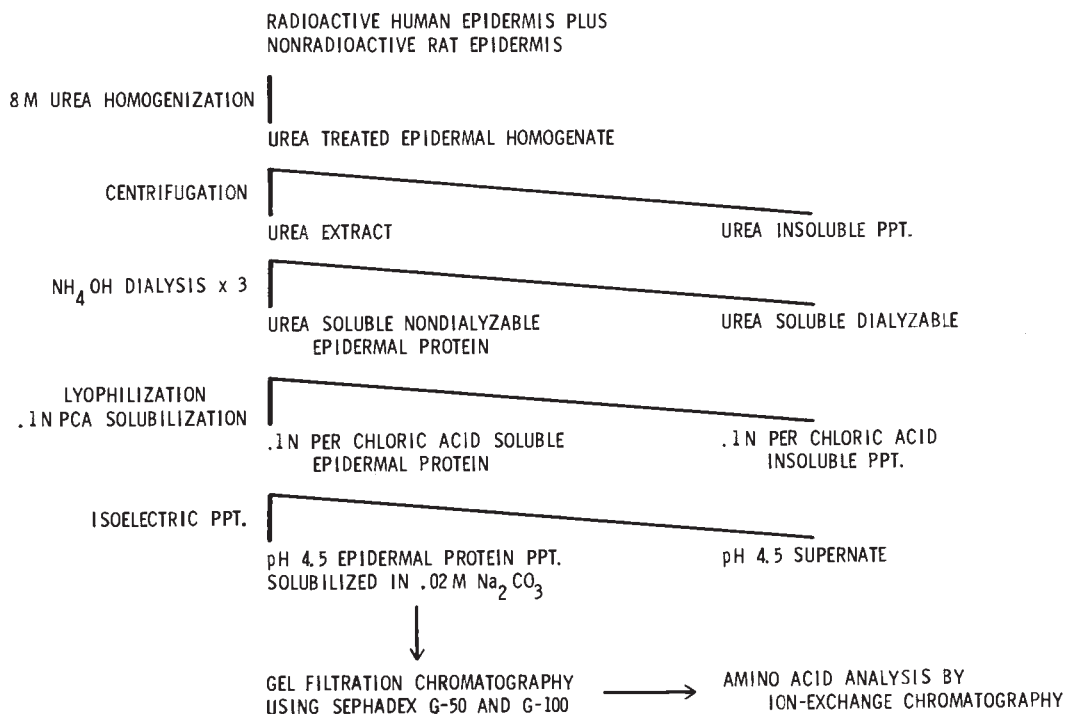 RADIOACTIVE HUMAN EPIDERMIS PLUS
NONRADIOACTIVE RAT EPIDERMIS
8 M UREA HOMOGENIZATION
UREA TREATED EPIDERMAL HOMOGENATE
CENTRIFUGATION
UREA EXTRACT
UREA INSOLUBLE PPT.
NH4OH DIALYSIS x 3
UREA SOLUBLE NONDIALYZABLE
EPIDERMAL PROTEIN
UREA SOLUBLE DIALYZABLE
LYOPHILIZATION
.1N PCA SOLUBILIZATION
.1N PER CHLORIC ACID SOLUBLE
EPIDERMAL PROTEIN
.1N PER CHLORIC ACID
INSOLUBLE PPT.
ISOELECTRIC PPT.
pH 4.5 EPIDERMAL PROTEIN PPT.
SOLUBILIZED IN .02 M Na2CO3
pH 4.5 SUPERNATE
GEL FILTRATION CHROMATOGRAPHY
USING SEPHADEX G-50 AND G-100
AMINO ACID ANALYSIS BY
ION-EXCHANGE CHROMATOGRAPHY